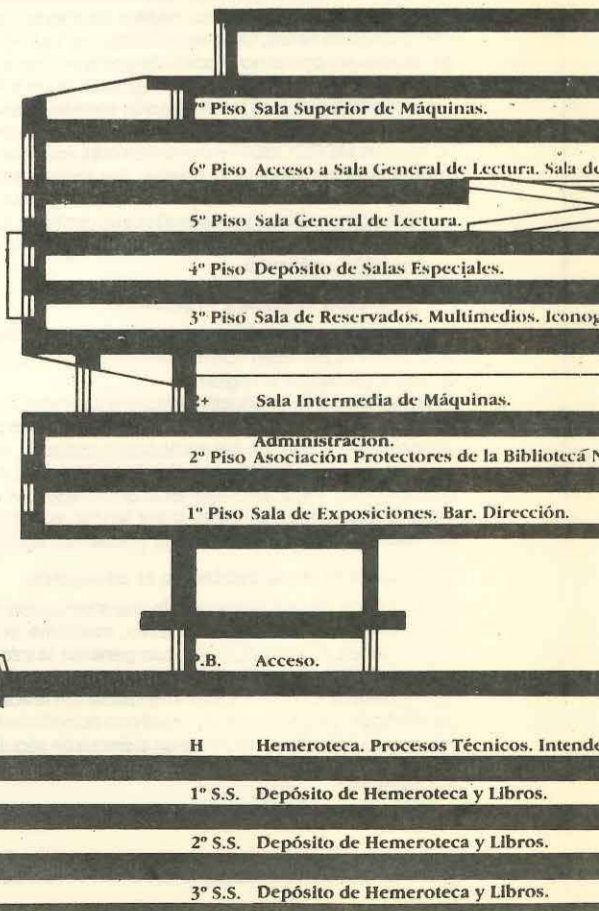 7º Piso Sala Superior de Máquinas.
6º Piso Acceso a Sala General de Lectura. Sala de
5º Piso Sala General de Lectura.
4º Piso Depósito de Salas Especiales.
3º Piso Sala de Reservados. Multimedios. Iconog
2+ Sala Intermedia de Máquinas.
Administración.
2º Piso Asociación Protectores de la Biblioteca N
1º Piso Sala de Exposiciones. Bar. Dirección.
P.B. Acceso.
H Hemeroteca. Procesos Técnicos. Intende
1º S.S. Depósito de Hemeroteca y Libros.
2º S.S. Depósito de Hemeroteca y Libros.
3º S.S. Depósito de Hemeroteca y Libros.